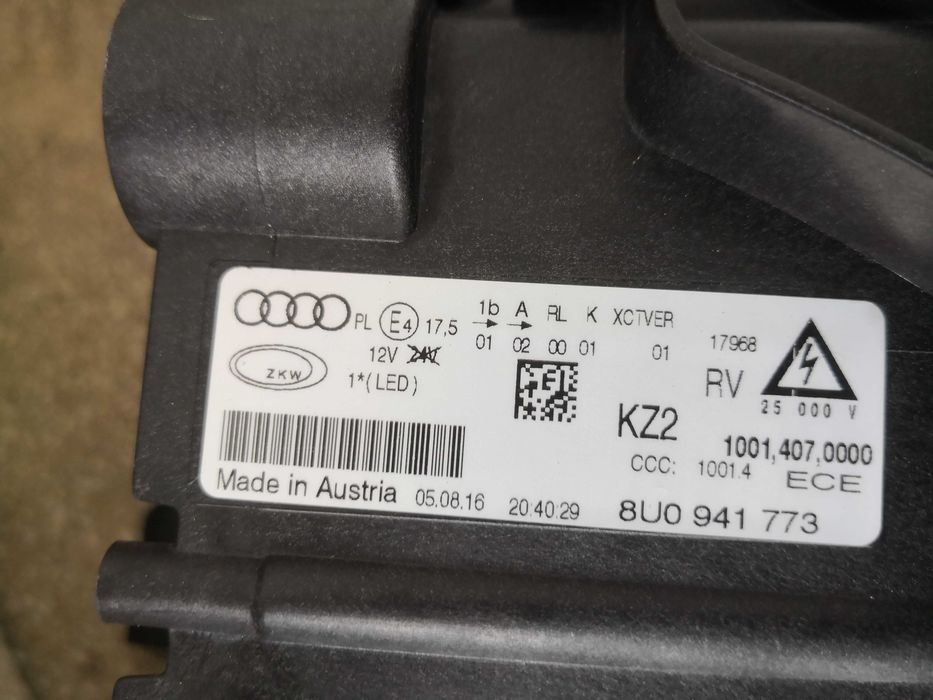 PL E4 17,5 1b A RL K XCTVER
01 02 00 01 01 17968
12V 24V
ZKW 1*(LED) RV
25 000 V
KZ2 1001,407,0000
CCC: 1001.4 ECE
Made in Austria 05.08.16 20:40:29 8U0 941 773